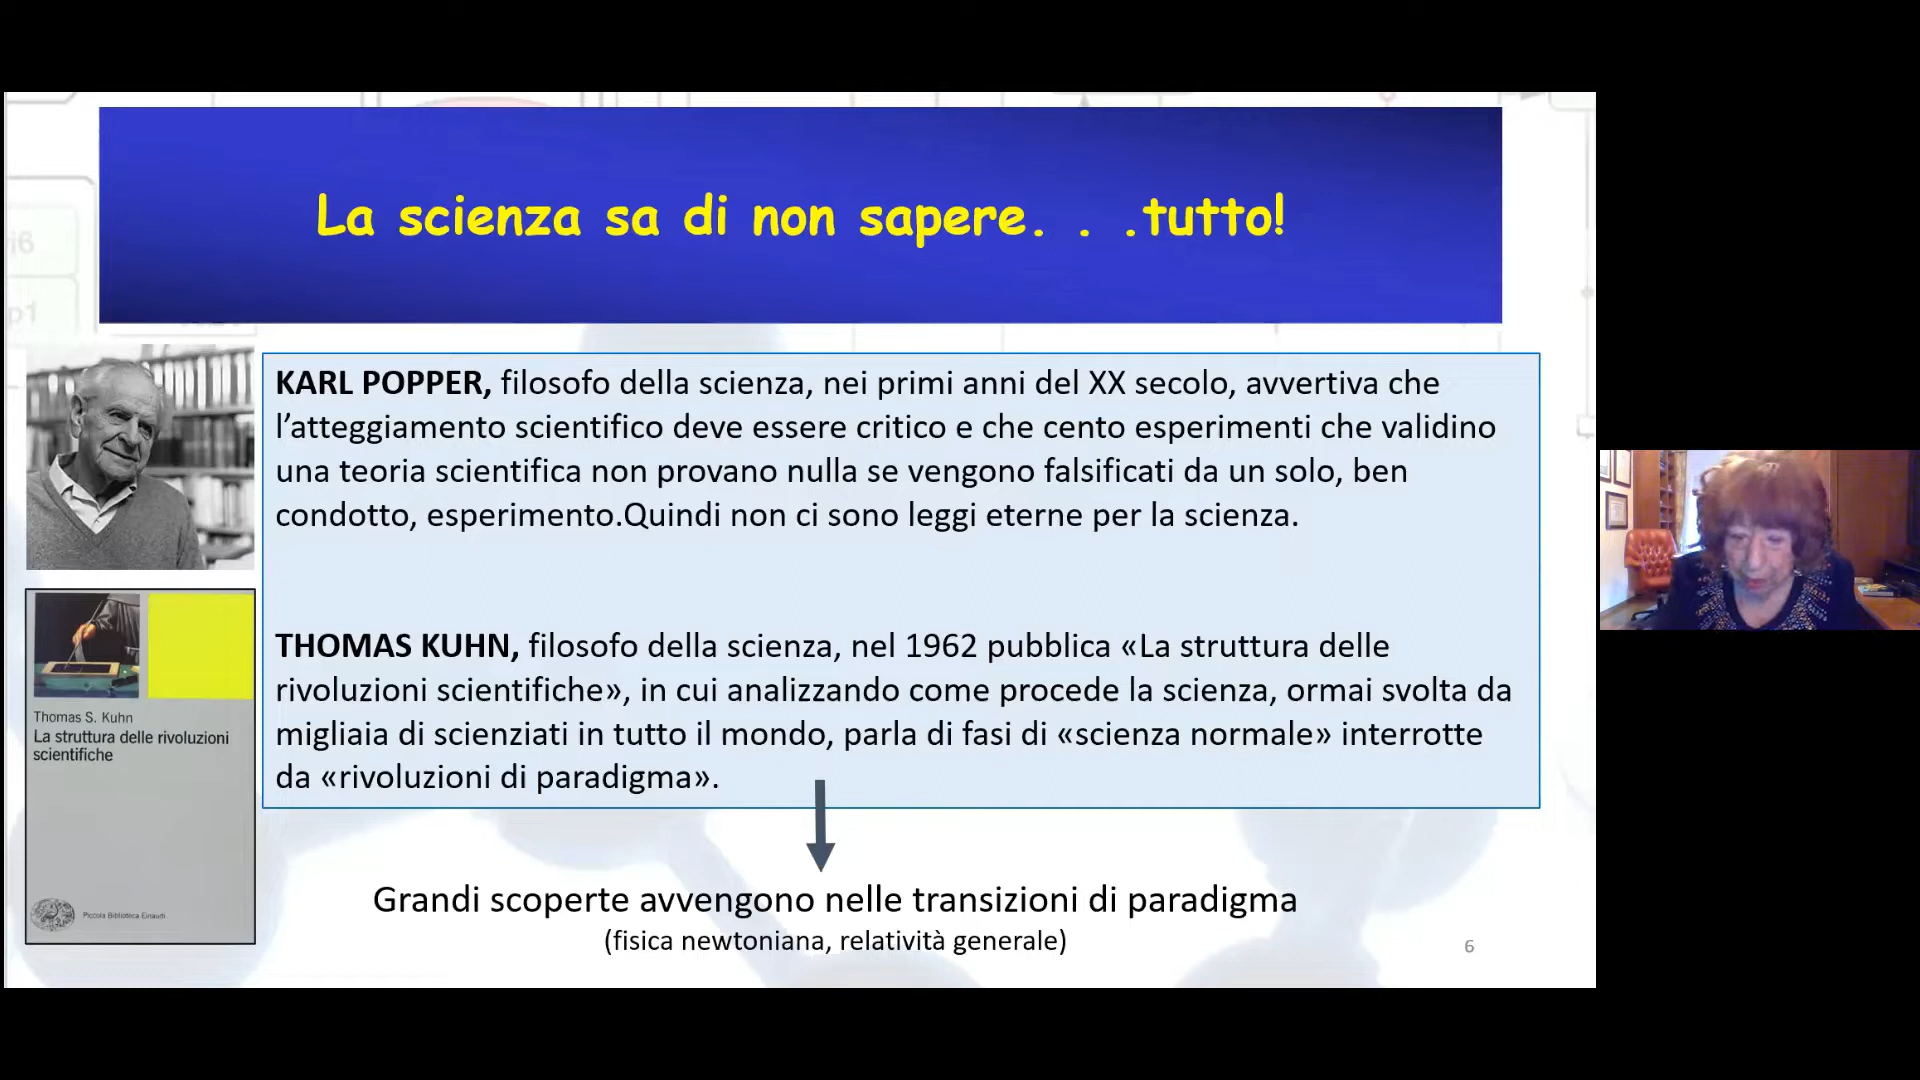 La scienza sa di non sapere. . .tutto!
KARL POPPER, filosofo della scienza, nei primi anni del XX secolo, avvertiva che
l’atteggiamento scientifico deve essere critico e che cento esperimenti che validino
una teoria scientifica non provano nulla se vengono falsificati da un solo, ben
condotto, esperimento.Quindi non ci sono leggi eterne per la scienza.
THOMAS KUHN, filosofo della scienza, nel 1962 pubblica «La struttura delle
rivoluzioni scientifiche», in cui analizzando come procede la scienza, ormai svolta da
migliaia di scienziati in tutto il mondo, parla di fasi di «scienza normale» interrotte
da «rivoluzioni di paradigma».
Thomas S. Kuhn
La struttura delle rivoluzioni
scientifiche
Piccola Biblioteca Einaudi
Grandi scoperte avvengono nelle transizioni di paradigma
(fisica newtoniana, relatività generale)
6